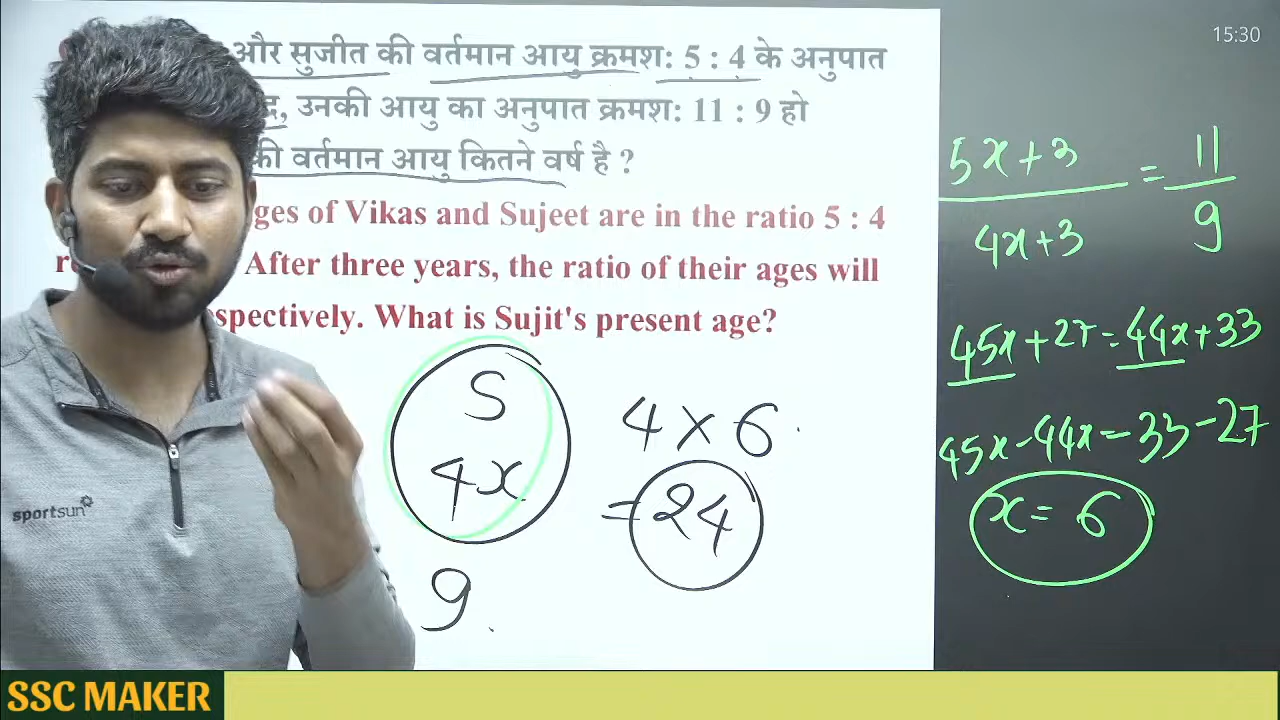 15:30
और सुजीत की वर्तमान आयु क्रमश: 5 : 4 के अनुपात
उनकी आयु का अनुपात क्रमश: 11 : 9 हो
की वर्तमान आयु कितने वर्ष है ?
ges of Vikas and Sujeet are in the ratio 5 : 4
After three years, the ratio of their ages will
spectively. What is Sujit's present age?
5
4x
9
4 × 6
= 24
5x+3 = 11
4x+3 9
45x+27=44x+33
45x-44x=33-27
x = 6
sportsun
SSC MAKER